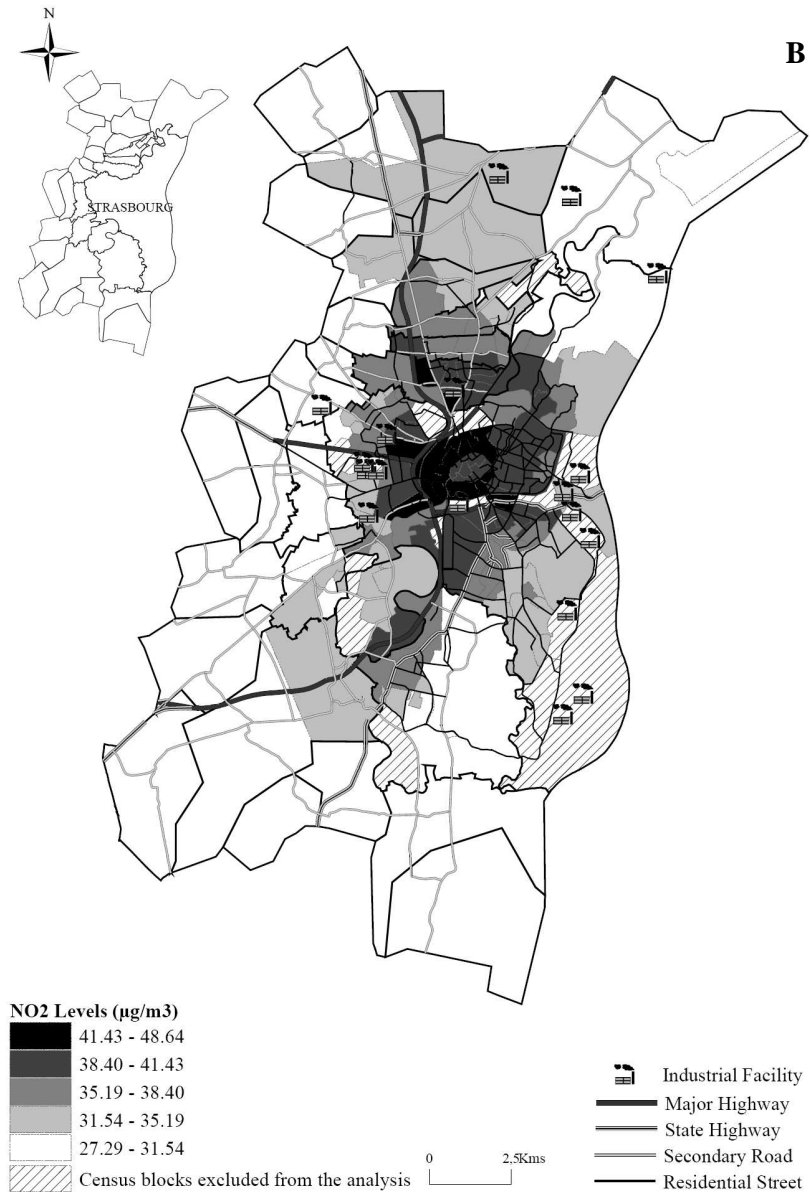 N
B
STRASBOURG
NO2 Levels (µg/m3)
41.43 - 48.64
38.40 - 41.43
35.19 - 38.40
31.54 - 35.19
27.29 - 31.54
Census blocks excluded from the analysis
0 2,5Kms
Industrial Facility
Major Highway
State Highway
Secondary Road
Residential Street